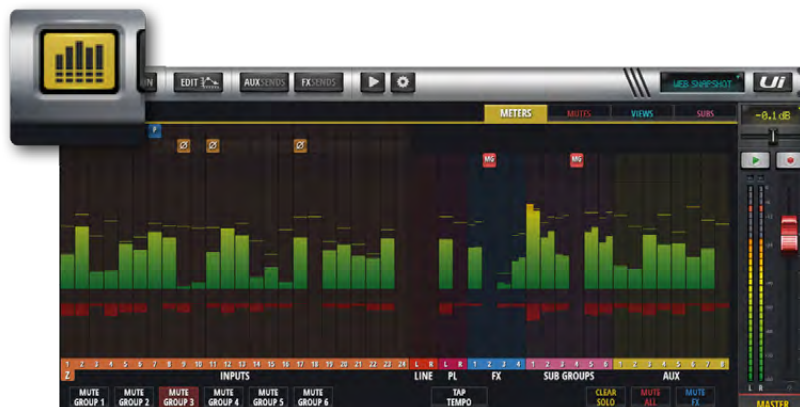 ON EDIT AUXSENDS FXSENDS WEB SNAPSHOT Ui
METERS MUTES VIEWS SUBS -0.1dB
P
Ø Ø Ø
MG MG
1 2 3 4 5 6 7 8 9 10 11 12 13 14 15 16 17 18 19 20 21 22 23 24 L R L R 1 2 3 4 1 2 3 4 5 6 1 2 3 4 5 6 7 8
Z INPUTS LINE PL FX SUB GROUPS AUX
MUTE GROUP 1
MUTE GROUP 2
MUTE GROUP 3
MUTE GROUP 4
MUTE GROUP 5
MUTE GROUP 6
TAP TEMPO
CLEAR SOLO
MUTE ALL
MUTE FX
MASTER